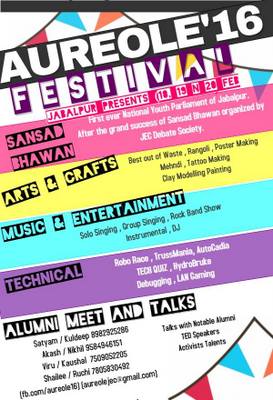 AUREOLE'16
FESTIVAL
JABALPUR PRESENTS (18, 19 N 20 FEB
SANSAD
BHAWAN
First ever National Youth Parliament of Jabalpur.
After the grand success of Sansad Bhawan organized by
JEC Debate Society.
ARTS & CRAFTS
Best out of Waste , Rangoli , Poster Making
Mehndi , Tattoo Making
Clay Modelling Painting
MUSIC & ENTERTAINMENT
Solo Singing , Group Singing , Rock Band Show
Instrumental , DJ
TECHNICAL
Robo Race , TrussMania, AutoCadia
TECH QUIZ , HydroBruke
Debugging , LAN Gaming
ALUMNI MEET AND TALKS
Satyam / Kuldeep 8982925286
Akash / Nikhil 9584946151
Viru / Kaushal 7509052205
Shailee / Ruchi 7805830492
(fb.com/aureole16) (aureolejec@gmail.com)
Talks with Notable Alumni
TED Speakers
Activists Talents